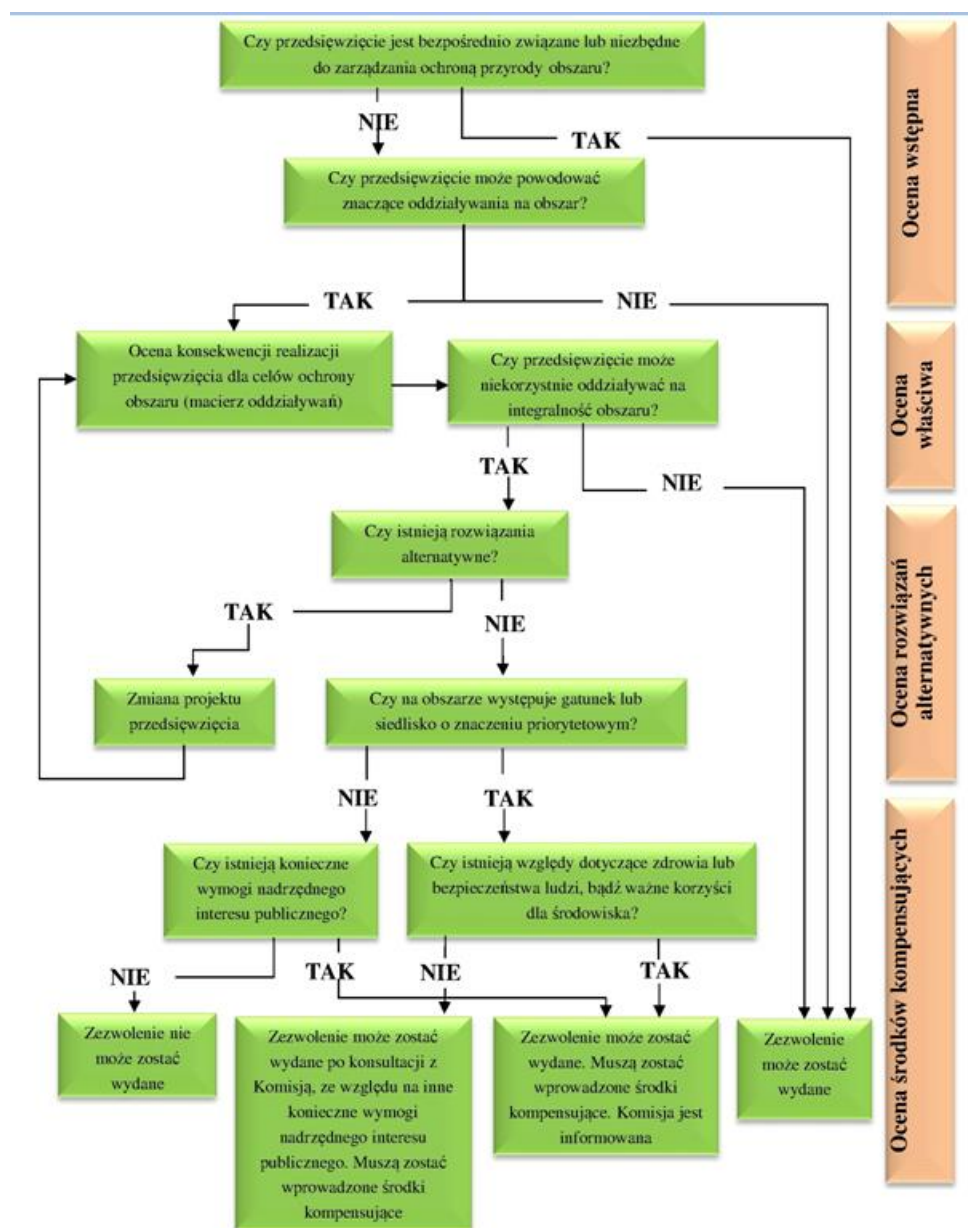 Czy przedsięwzięcie jest bezpośrednio związane lub niezbędne
do zarządzania ochroną przyrody obszaru?
NIE
TAK
Czy przedsięwzięcie może powodować
znaczące oddziaływania na obszar?
Ocena wstępna
TAK
NIE
Ocena konsekwencji realizacji
przedsięwzięcia dla celów ochrony
obszaru (macierz oddziaływań)
Czy przedsięwzięcie może
niekorzystnie oddziaływać na
integralność obszaru?
Ocena
właściwa
TAK
NIE
Czy istnieją rozwiązania
alternatywne?
TAK
NIE
Ocena rozwiązań
alternatywnych
Zmiana projektu
przedsięwzięcia
Czy na obszarze występuje gatunek lub
siedlisko o znaczeniu priorytetowym?
NIE
TAK
Czy istnieją konieczne
wymogi nadrzędnego
interesu publicznego?
Czy istnieją względy dotyczące zdrowia lub
bezpieczeństwa ludzi, bądź ważne korzyści
dla środowiska?
Ocena środków kompensujących
NIE
TAK
NIE
TAK
Zezwolenie nie
może zostać
wydane
Zezwolenie może zostać
wydane po konsultacji z
Komisją, ze względu na inne
konieczne wymogi
nadrzędnego interesu
publicznego. Muszą zostać
wprowadzone środki
kompensujące
Zezwolenie może zostać
wydane. Muszą zostać
wprowadzone środki
kompensujące. Komisja jest
informowana
Zezwolenie
może zostać
wydane